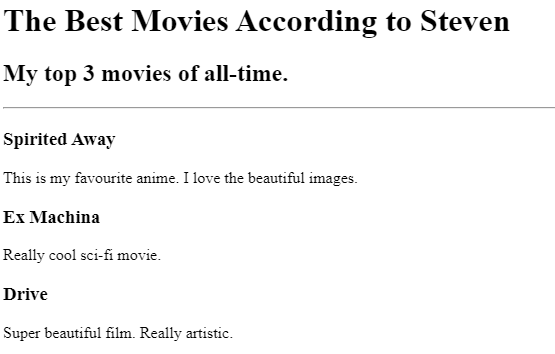 The Best Movies According to Steven
My top 3 movies of all-time.
Spirited Away
This is my favourite anime. I love the beautiful images.
Ex Machina
Really cool sci-fi movie.
Drive
Super beautiful film. Really artistic.